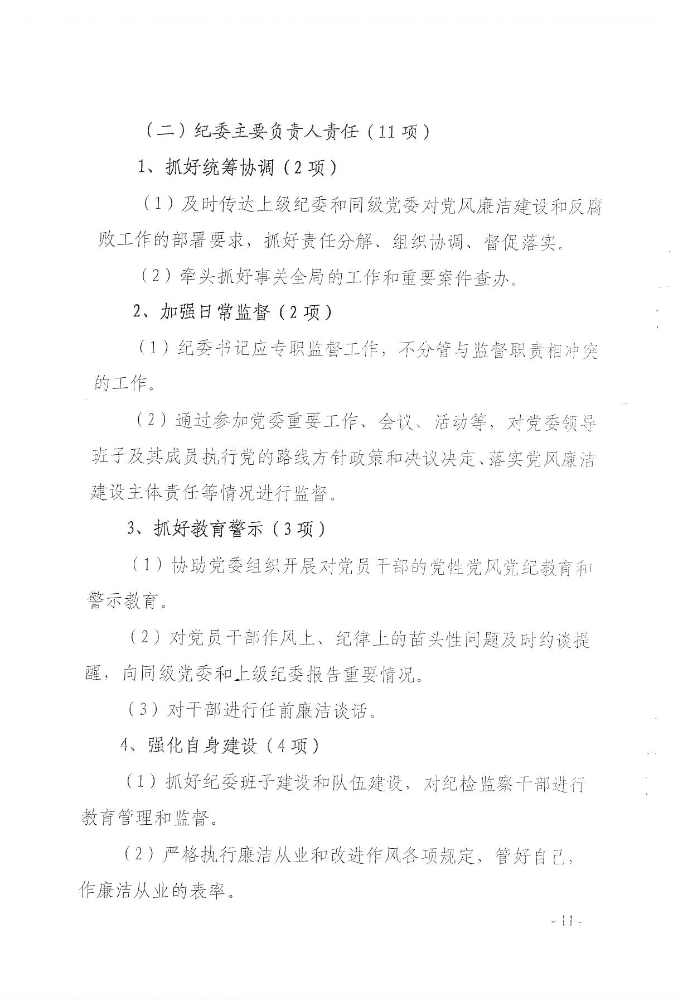 （二）纪委主要负责人责任（11项）
1、抓好统筹协调（2项）
（1）及时传达上级纪委和同级党委对党风廉洁建设和反腐
败工作的部署要求，抓好责任分解、组织协调、督促落实。
（2）牵头抓好事关全局的工作和重要案件查办。
2、加强日常监督（2项）
（1）纪委书记应专职监督工作，不分管与监督职责相冲突
的工作。
（2）通过参加党委重要工作、会议、活动等，对党委领导
班子及其成员执行党的路线方针政策和决议决定、落实党风廉洁
建设主体责任等情况进行监督。
3、抓好教育警示（3项）
（1）协助党委组织开展对党员干部的党性党风党纪教育和
警示教育。
（2）对党员干部作风上、纪律上的苗头性问题及时约谈提
醒，向同级党委和上级纪委报告重要情况。
（3）对干部进行任前廉洁谈话。
4、强化自身建设（4项）
（1）抓好纪委班子建设和队伍建设，对纪检监察干部进行
教育管理和监督。
（2）严格执行廉洁从业和改进作风各项规定，管好自己，
作廉洁从业的表率。
- 11 -